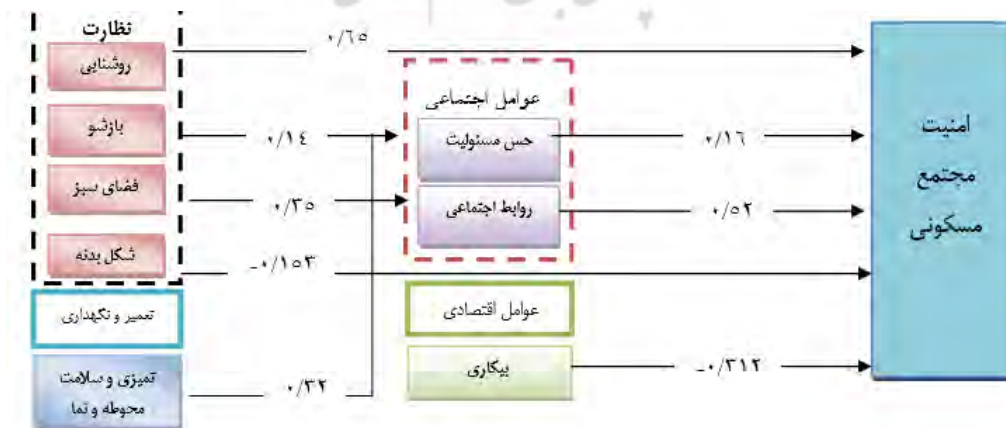 نظارت
روشنایی
۰/۶۵
عوامل اجتماعی
بازشو
۰/۱٤
حس مسئولیت
۰/۱٦
امنیت
مجتمع
مسکونی
فضای سبز
۰/۳۵
روابط اجتماعی
۰/۵۲
شکل بدنه
-۰/۱۵۳
تعمیر و نگهداری
عوامل اقتصادی
تمیزی و سلامت
محوطه و نما
۰/۳۲
بیکاری
-۰/۳۱۲